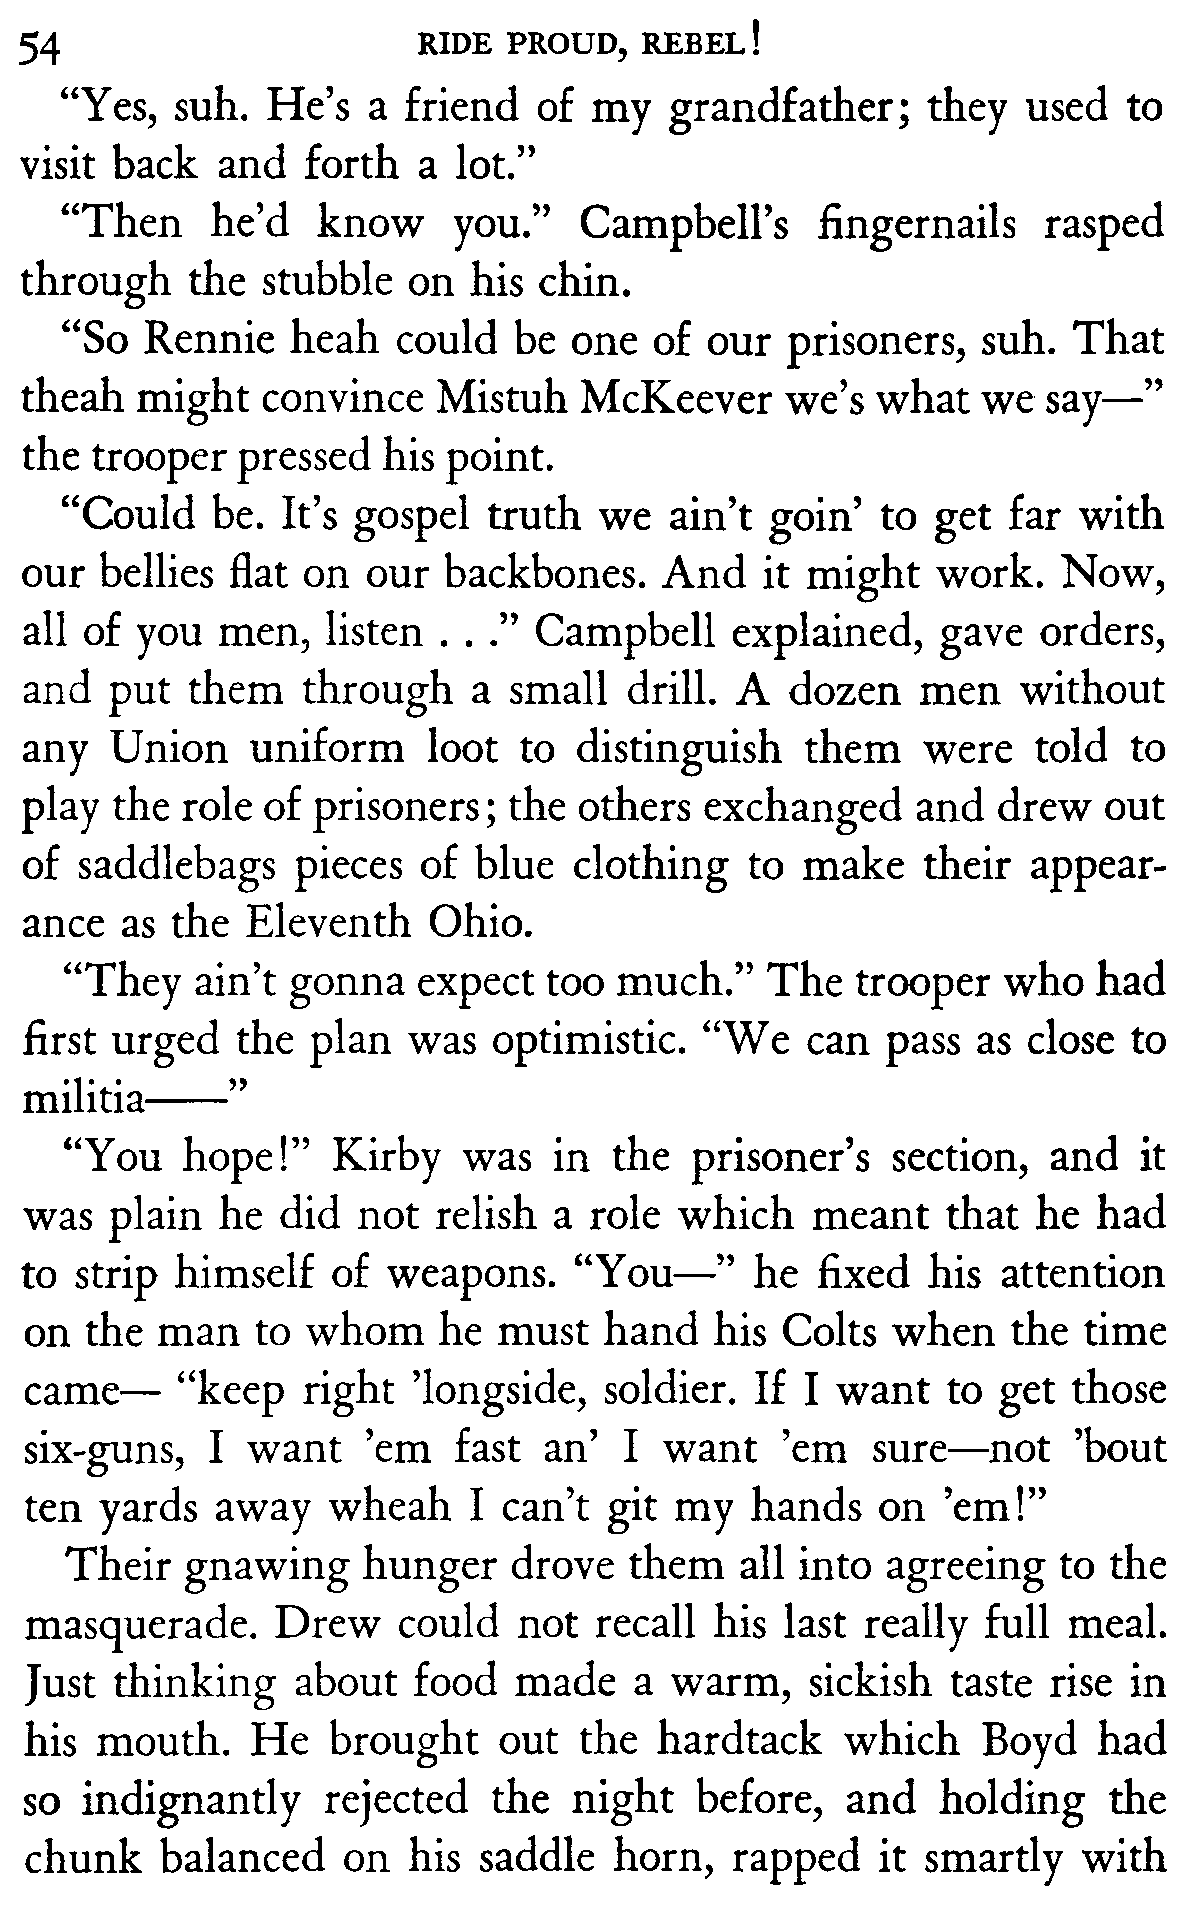 54 RIDE PROUD, REBEL!
“Yes, suh. He’s a friend of my grandfather; they used to
visit back and forth a lot.”
“Then he’d know you.” Campbell’s fingernails rasped
through the stubble on his chin.
“So Rennie heah could be one of our prisoners, suh. That
theah might convince Mistuh McKeever we’s what we say—”
the trooper pressed his point.
“Could be. It’s gospel truth we ain’t goin’ to get far with
our bellies flat on our backbones. And it might work. Now,
all of you men, listen . . .” Campbell explained, gave orders,
and put them through a small drill. A dozen men without
any Union uniform loot to distinguish them were told to
play the role of prisoners; the others exchanged and drew out
of saddlebags pieces of blue clothing to make their appear-
ance as the Eleventh Ohio.
“They ain’t gonna expect too much.” The trooper who had
first urged the plan was optimistic. “We can pass as close to
militia——”
“You hope!” Kirby was in the prisoner’s section, and it
was plain he did not relish a role which meant that he had
to strip himself of weapons. “You—” he fixed his attention
on the man to whom he must hand his Colts when the time
came— “keep right ’longside, soldier. If I want to get those
six-guns, I want ’em fast an’ I want ’em sure—not ’bout
ten yards away wheah I can’t git my hands on ’em!”
Their gnawing hunger drove them all into agreeing to the
masquerade. Drew could not recall his last really full meal.
Just thinking about food made a warm, sickish taste rise in
his mouth. He brought out the hardtack which Boyd had
so indignantly rejected the night before, and holding the
chunk balanced on his saddle horn, rapped it smartly with